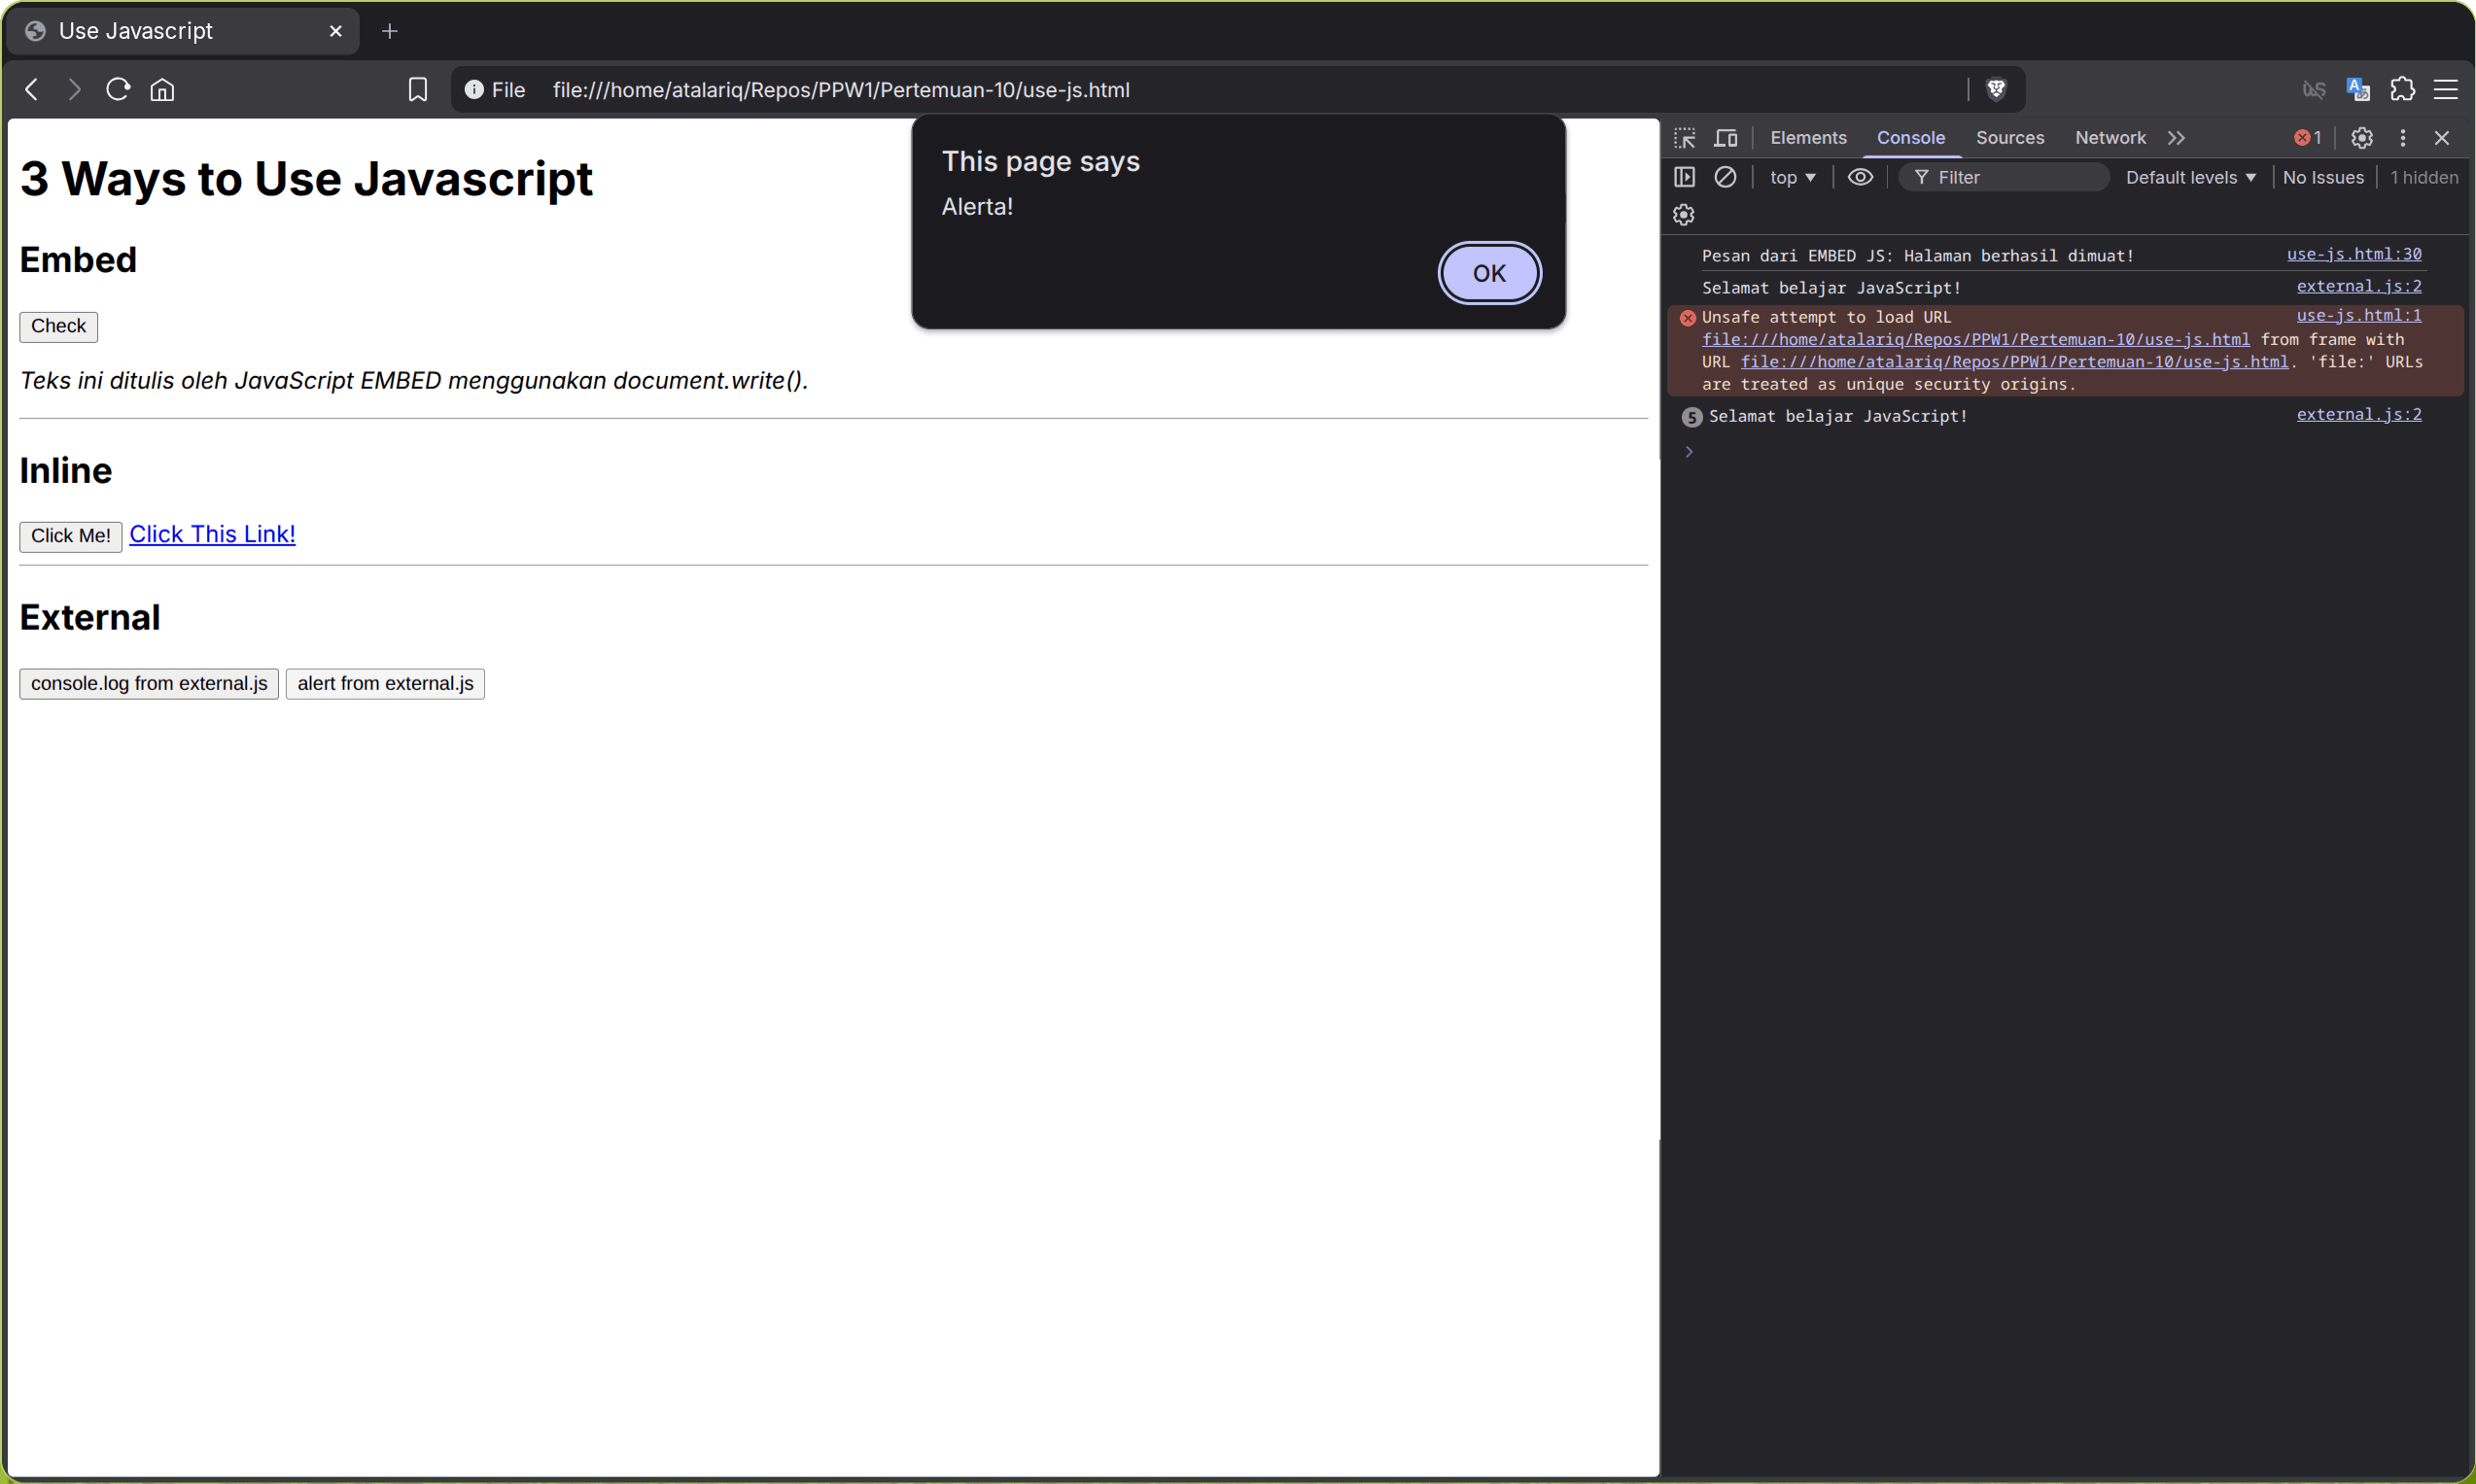 Use Javascript
File file:///home/atalariq/Repos/PPW1/Pertemuan-10/use-js.html
3 Ways to Use Javascript
Embed
Check
Teks ini ditulis oleh JavaScript EMBED menggunakan document.write().
Inline
Click Me! Click This Link!
External
console.log from external.js alert from external.js
This page says
Alerta!
OK
Elements Console Sources Network 1
top Filter Default levels No Issues 1 hidden
Pesan dari EMBED JS: Halaman berhasil dimuat! use-js.html:30
Selamat belajar JavaScript! external.js:2
Unsafe attempt to load URL use-js.html:1
file:///home/atalariq/Repos/PPW1/Pertemuan-10/use-js.html from frame with
URL file:///home/atalariq/Repos/PPW1/Pertemuan-10/use-js.html. 'file:' URLs
are treated as unique security origins.
5 Selamat belajar JavaScript! external.js:2